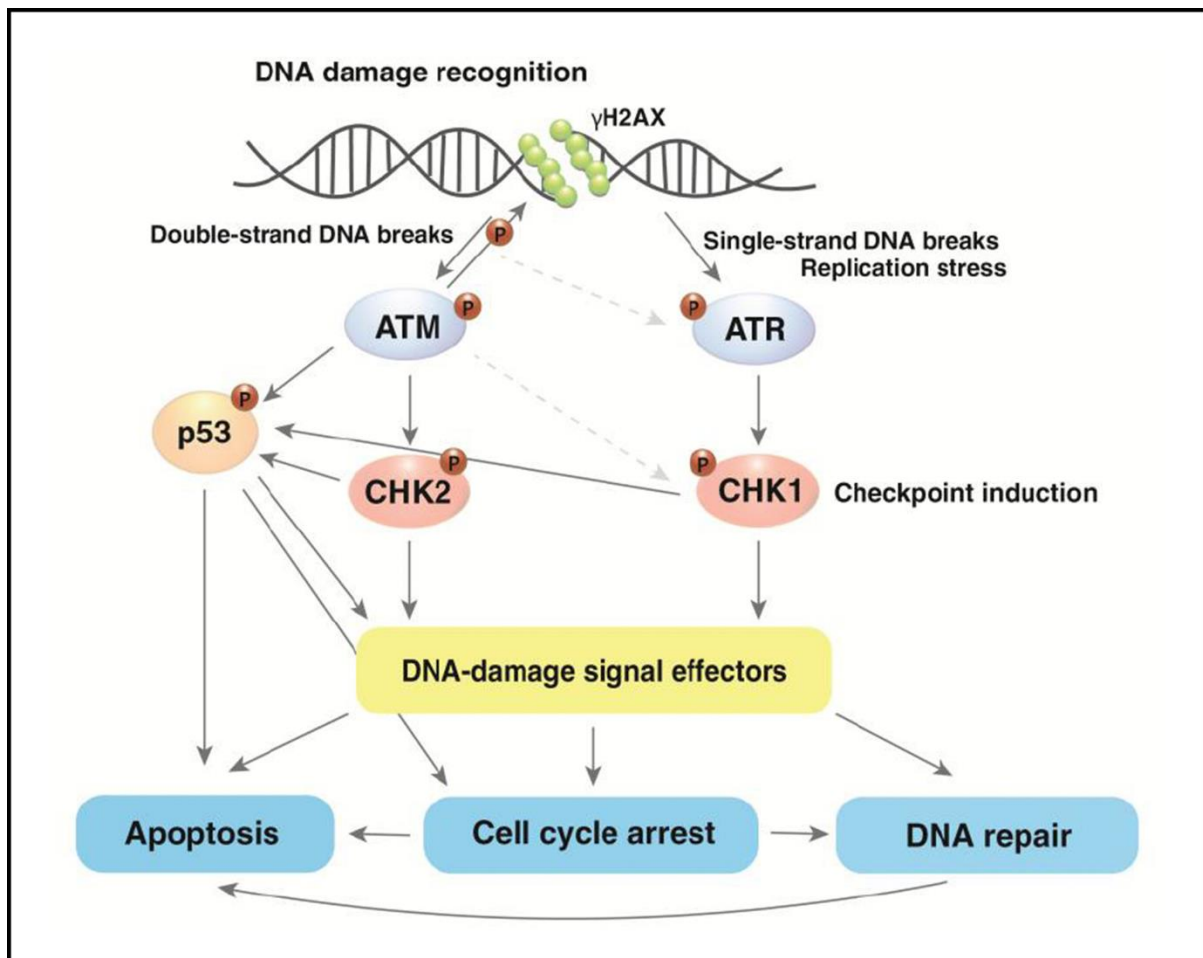 DNA damage recognition
γH2AX
Double-strand DNA breaks
P
Single-strand DNA breaks
Replication stress
ATM
P
P
ATR
p53
P
CHK2
P
P
CHK1
Checkpoint induction
DNA-damage signal effectors
Apoptosis
Cell cycle arrest
DNA repair